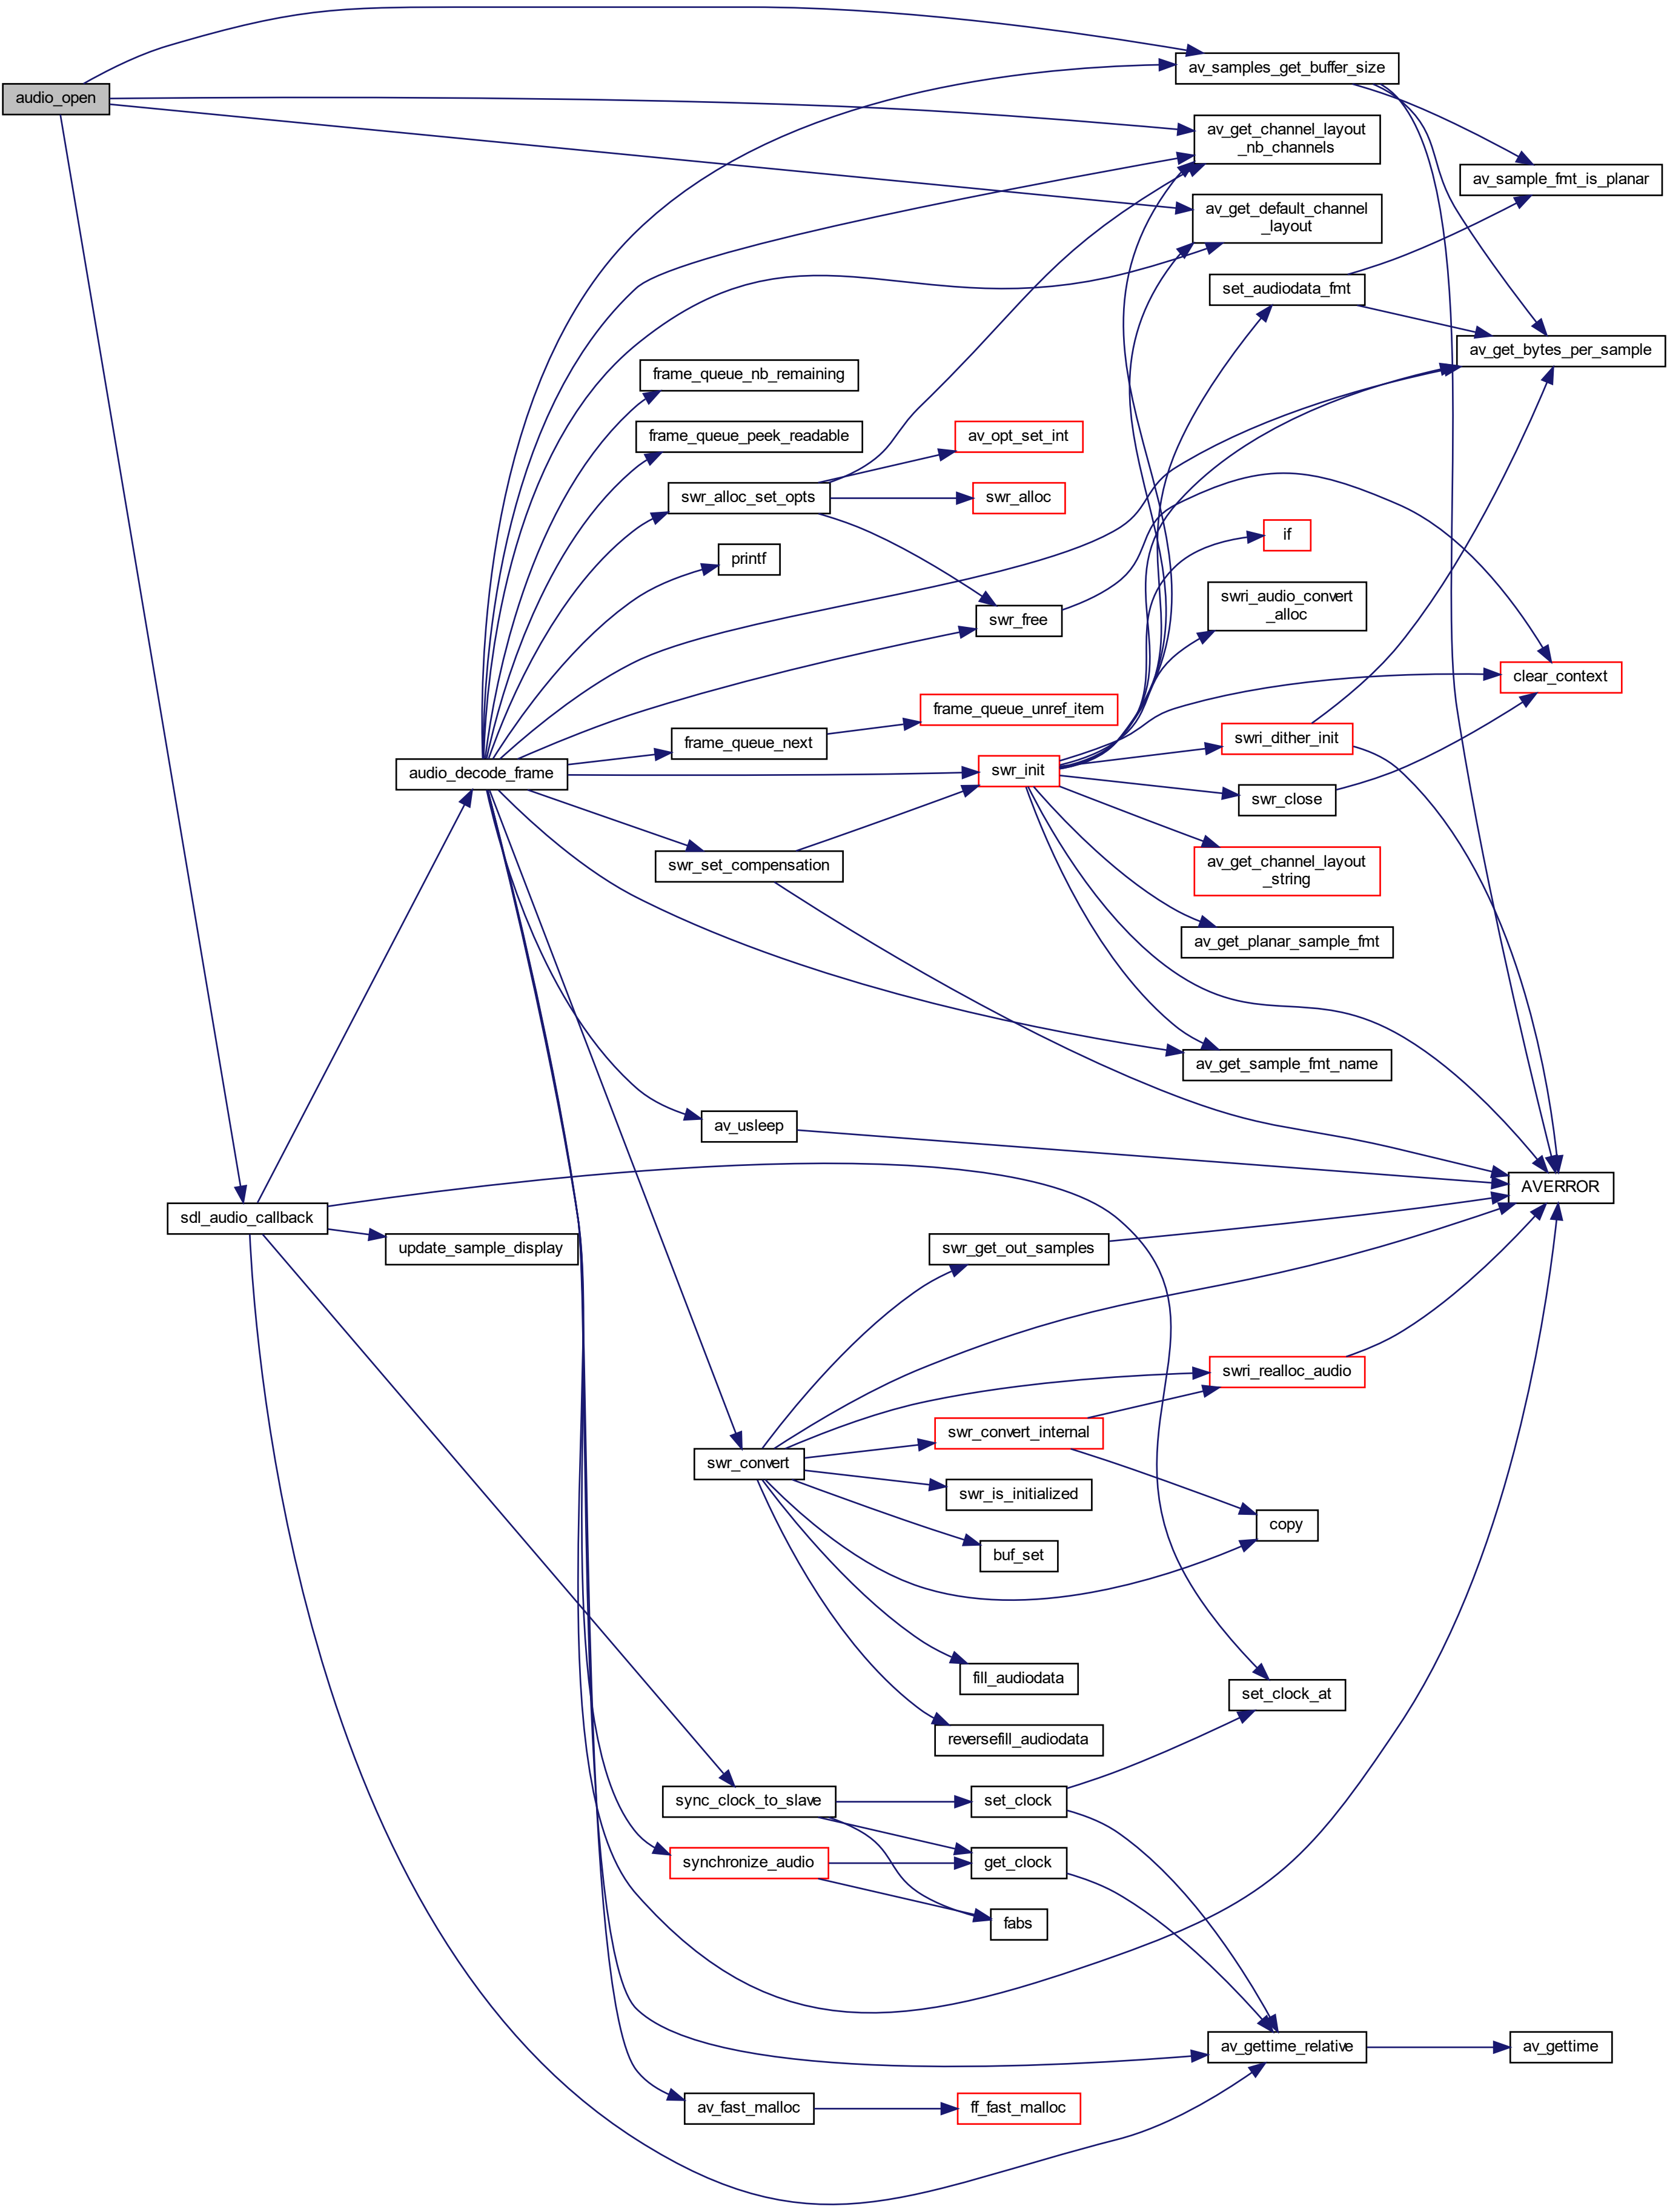 audio_open
av_samples_get_buffer_size
av_get_channel_layout
_nb_channels
av_sample_fmt_is_planar
av_get_default_channel
_layout
set_audiodata_fmt
av_get_bytes_per_sample
frame_queue_nb_remaining
frame_queue_peek_readable
av_opt_set_int
swr_alloc_set_opts
swr_alloc
if
printf
swri_audio_convert
_alloc
swr_free
clear_context
frame_queue_unref_item
swri_dither_init
frame_queue_next
audio_decode_frame
swr_init
swr_close
swr_set_compensation
av_get_channel_layout
_string
av_get_planar_sample_fmt
av_get_sample_fmt_name
av_usleep
AVERROR
sdl_audio_callback
update_sample_display
swr_get_out_samples
swri_realloc_audio
swr_convert_internal
swr_convert
swr_is_initialized
copy
buf_set
fill_audiodata
set_clock_at
reversefill_audiodata
sync_clock_to_slave
set_clock
synchronize_audio
get_clock
fabs
av_gettime_relative
av_gettime
av_fast_malloc
ff_fast_malloc